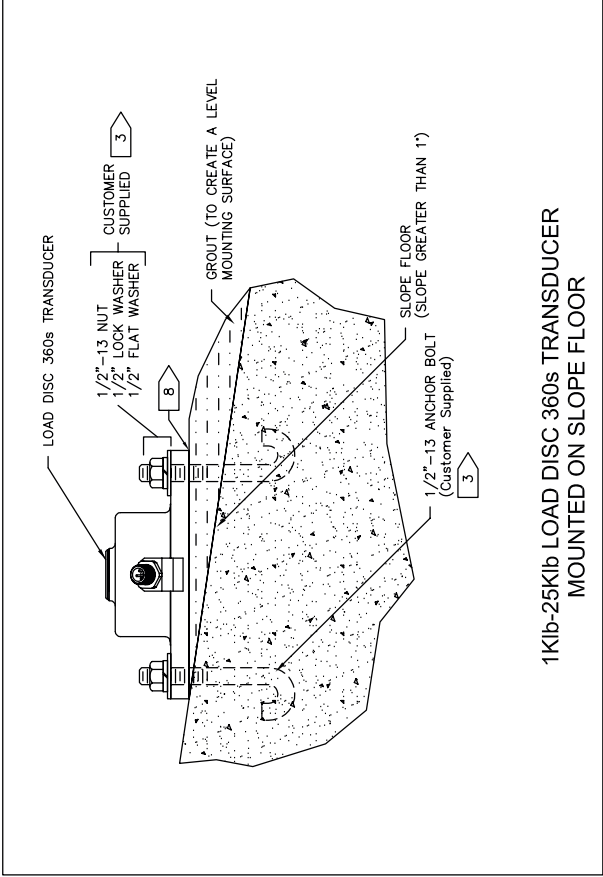 LOAD DISC 360s TRANSDUCER
1/2"-13 NUT
1/2" LOCK WASHER
1/2" FLAT WASHER
CUSTOMER
SUPPLIED
3
8
GROUT (TO CREATE A LEVEL
MOUNTING SURFACE)
SLOPE FLOOR
(SLOPE GREATER THAN 1°)
1/2"-13 ANCHOR BOLT
(Customer Supplied)
3
1Klb-25Klb LOAD DISC 360s TRANSDUCER
MOUNTED ON SLOPE FLOOR